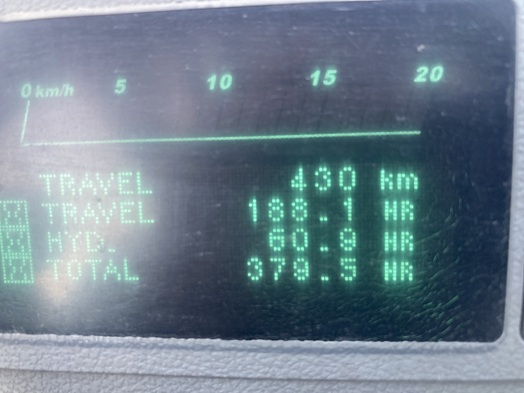 0 km/h 5 10 15 20
TRAVEL 430 km
TRAVEL 188.1 HR
HYD. 60.9 HR
TOTAL 379.5 HR